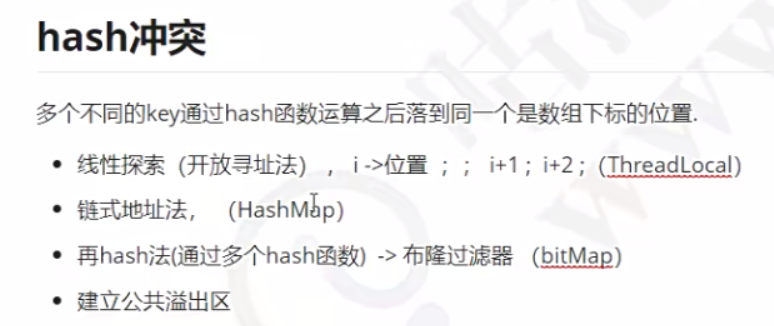 hash冲突
多个不同的key通过hash函数运算之后落到同一个是数组下标的位置.
• 线性探索（开放寻址法），i ->位置 ； ； i+1 ; i+2 ;（ThreadLocal）
• 链式地址法，（HashMap）
• 再hash法(通过多个hash函数) -> 布隆过滤器 （bitMap）
• 建立公共溢出区